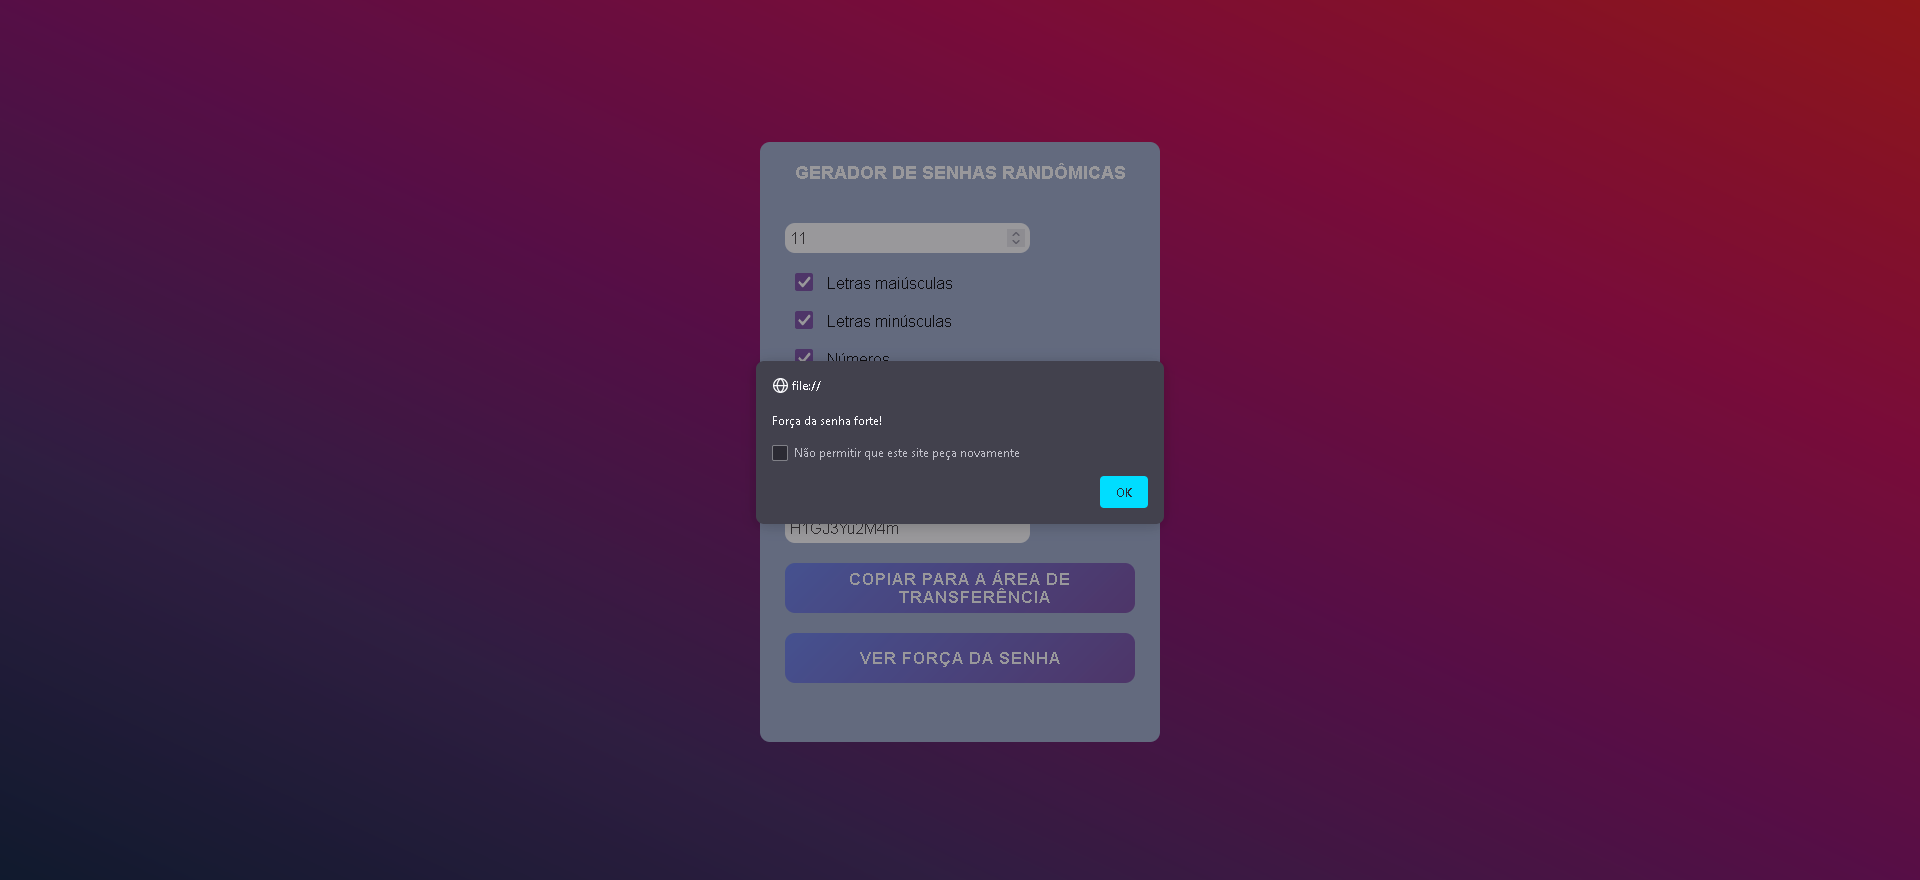 GERADOR DE SENHAS RANDÔMICAS
11
Letras maiúsculas
Letras minúsculas
Números
file://
Força da senha forte!
Não permitir que este site peça novamente
OK
H1GJ3Yu2M4m
COPIAR PARA A ÁREA DE
TRANSFERÊNCIA
VER FORÇA DA SENHA